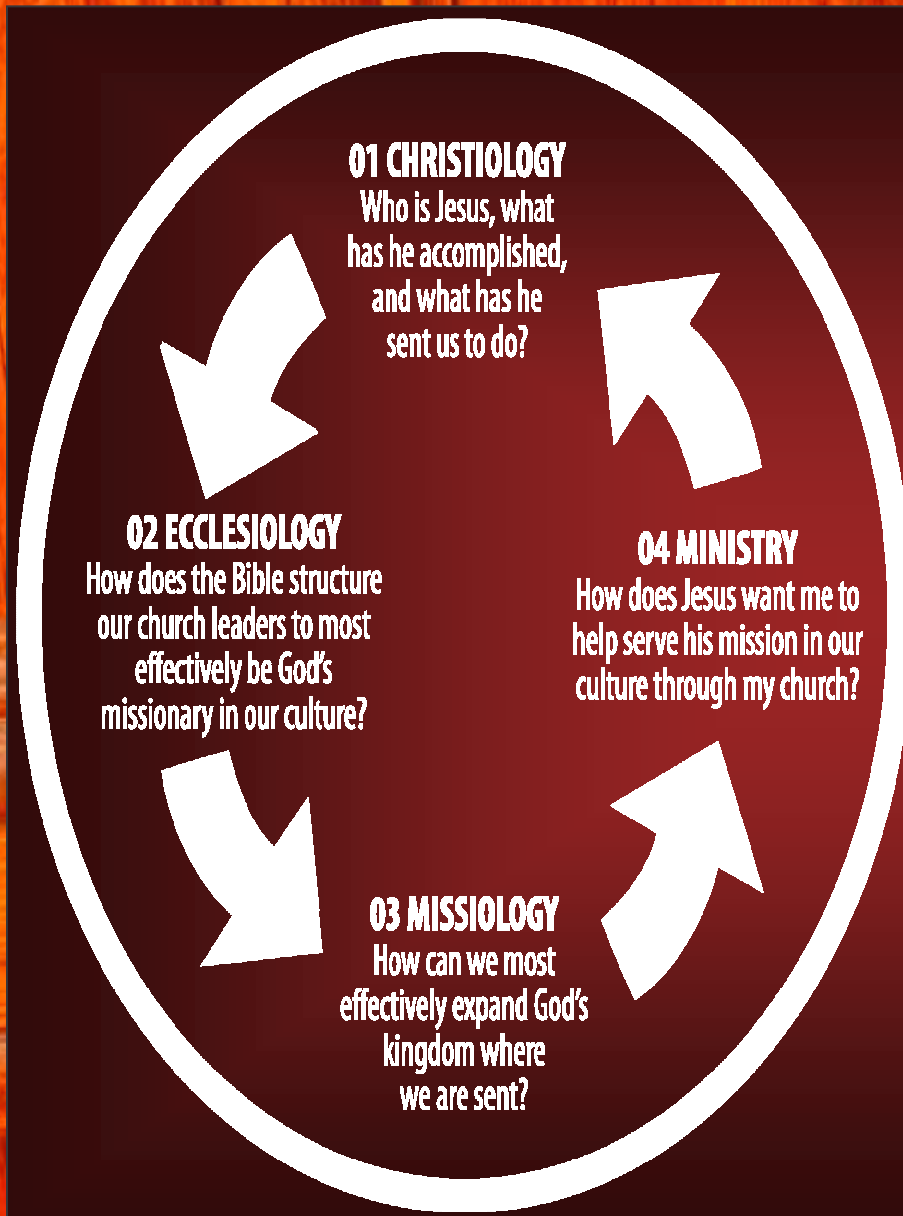 01 CHRISTIOLOGY
Who is Jesus, what
has he accomplished,
and what has he
sent us to do?
02 ECCLESIOLOGY
How does the Bible structure
our church leaders to most
effectively be God's
missionary in our culture?
03 MISSIOLOGY
How can we most
effectively expand God's
kingdom where
we are sent?
04 MINISTRY
How does Jesus want me to
help serve his mission in our
culture through my church?